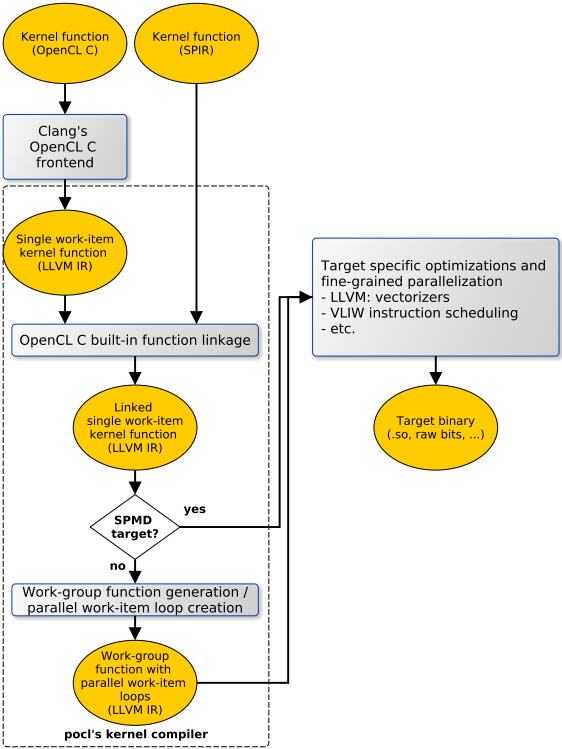 Kernel function
(OpenCL C)
Kernel function
(SPIR)
Clang's
OpenCL C
frontend
Single work-item
kernel function
(LLVM IR)
OpenCL C built-in function linkage
Linked
single work-item
kernel function
(LLVM IR)
SPMD
target?
yes
no
Work-group function generation /
parallel work-item loop creation
Work-group
function with
parallel work-item
loops
(LLVM IR)
pocl's kernel compiler
Target specific optimizations and
fine-grained parallelization
- LLVM: vectorizers
- VLIW instruction scheduling
- etc.
Target binary
(.so, raw bits, ...)